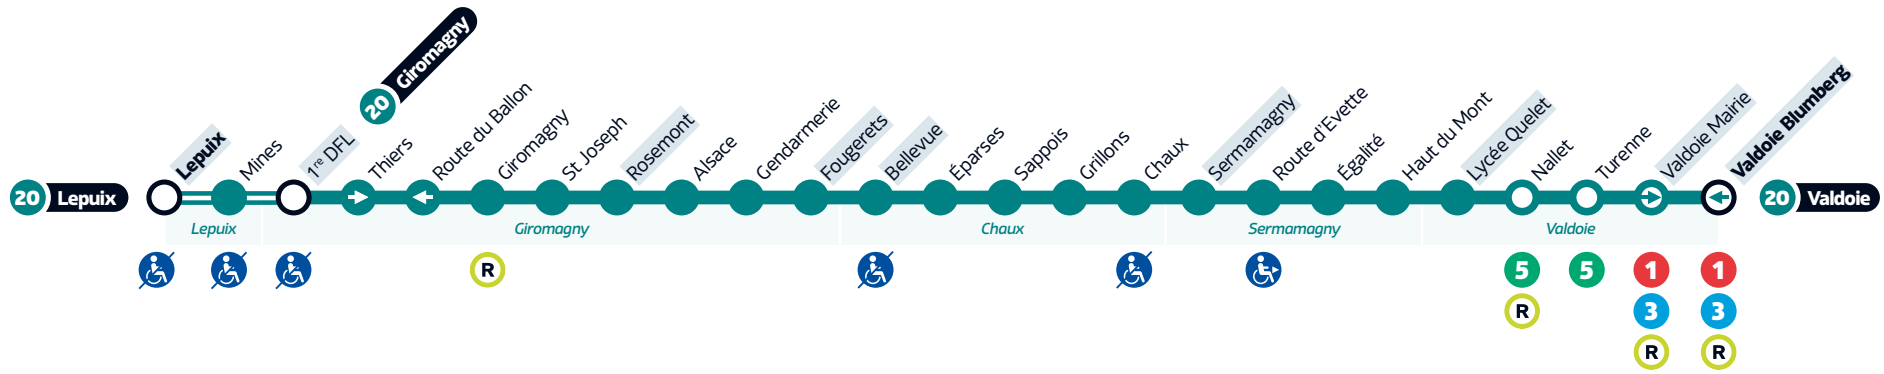 20 Lepuix
Lepuix
Mines
1re DFL
20 Giromagny
Thiers
Route du Ballon
Giromagny
St Joseph
Rosemont
Alsace
Gendarmerie
Fougerets
Bellevue
Éparses
Sappois
Grillons
Chaux
Sermamagny
Route d'Evette
Égalité
Haut du Mont
Lycée Quelet
Nallet
Turenne
Valdoie Mairie
Valdoie Blumberg
20 Valdoie
Lepuix
Giromagny
Chaux
Sermamagny
Valdoie
R
5
R
5
1
3
R
1
3
R